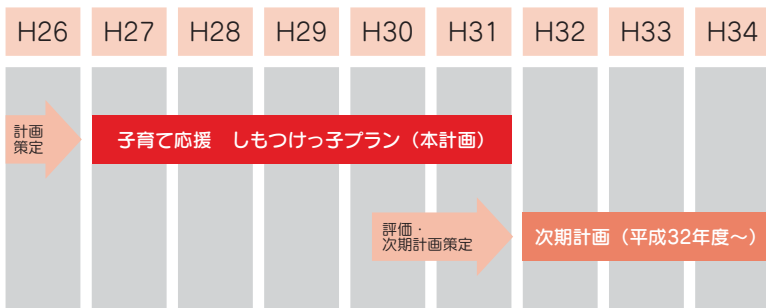 H26 H27 H28 H29 H30 H31 H32 H33 H34
計画
策定
子育て応援　しもつけっ子プラン（本計画）
評価・
次期計画策定
次期計画（平成32年度～）